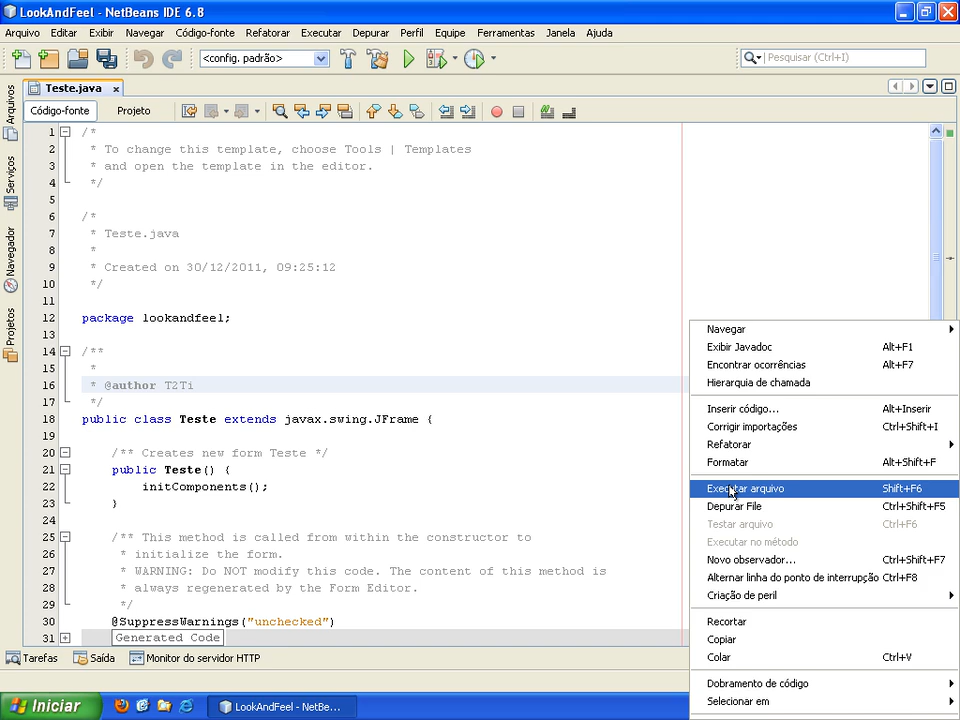 LookAndFeel - NetBeans IDE 6.8
Arquivo Editar Exibir Navegar Código-fonte Refatorar Executar Depurar Perfil Equipe Ferramentas Janela Ajuda
<config. padrão>
Pesquisar (Ctrl+I)
Teste.java
Código-fonte Projeto
Arquivos
Serviços
Navegador
Projetos
1 /*
2 * To change this template, choose Tools | Templates
3 * and open the template in the editor.
4 */
5
6 /*
7 * Teste.java
8 *
9 * Created on 30/12/2011, 09:25:12
10 */
11
12 package lookandfeel;
13
14 /**
15 *
16 * @author T2Ti
17 */
18 public class Teste extends javax.swing.JFrame {
19
20 /** Creates new form Teste */
21 public Teste() {
22 initComponents();
23 }
24
25 /** This method is called from within the constructor to
26 * initialize the form.
27 * WARNING: Do NOT modify this code. The content of this method is
28 * always regenerated by the Form Editor.
29 */
30 @SuppressWarnings("unchecked")
31 Generated Code
Navegar
Exibir Javadoc Alt+F1
Encontrar ocorrências Alt+F7
Hierarquia de chamada
Inserir código... Alt+Inserir
Corrigir importações Ctrl+Shift+I
Refatorar
Formatar Alt+Shift+F
Executar arquivo Shift+F6
Depurar File Ctrl+Shift+F5
Testar arquivo Ctrl+F6
Executar no método
Novo observador... Ctrl+Shift+F7
Alternar linha do ponto de interrupção Ctrl+F8
Criação de peril
Recortar
Copiar
Colar Ctrl+V
Dobramento de código
Selecionar em
Tarefas Saída Monitor do servidor HTTP
Iniciar
LookAndFeel - NetBe...